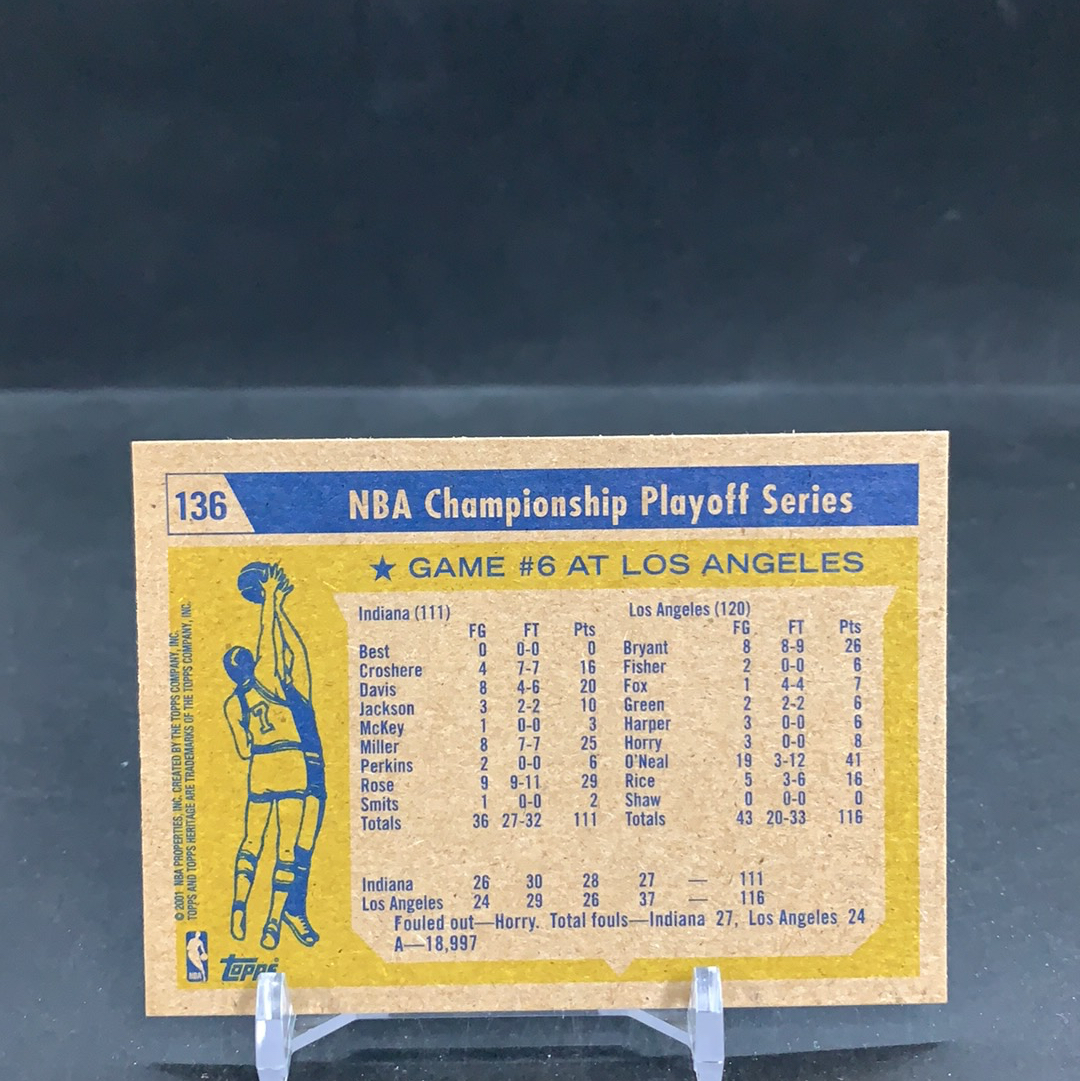 136
NBA Championship Playoff Series
★ GAME #6 AT LOS ANGELES
Indiana (111)
FG FT Pts
Best 0 0-0 0
Croshere 4 7-7 16
Davis 8 4-6 20
Jackson 3 2-2 10
McKey 1 0-0 3
Miller 8 7-7 25
Perkins 2 0-0 6
Rose 9 9-11 29
Smits 1 0-0 2
Totals 36 27-32 111
Los Angeles (120)
FG FT Pts
Bryant 8 8-9 26
Fisher 2 0-0 6
Fox 1 4-4 7
Green 2 2-2 6
Harper 3 0-0 6
Horry 3 0-0 8
O'Neal 19 3-12 41
Rice 5 3-6 16
Shaw 0 0-0 0
Totals 43 20-33 116
Indiana 26 30 28 27 — 111
Los Angeles 24 29 26 37 — 116
Fouled out—Horry. Total fouls—Indiana 27, Los Angeles 24
A—18,997
1
© 2001 NBA PROPERTIES, INC. CREATED BY THE TOPPS COMPANY, INC.
TOPPS AND TOPPS HERITAGE ARE TRADEMARKS OF THE TOPPS COMPANY, INC.
NBA
TOPPS